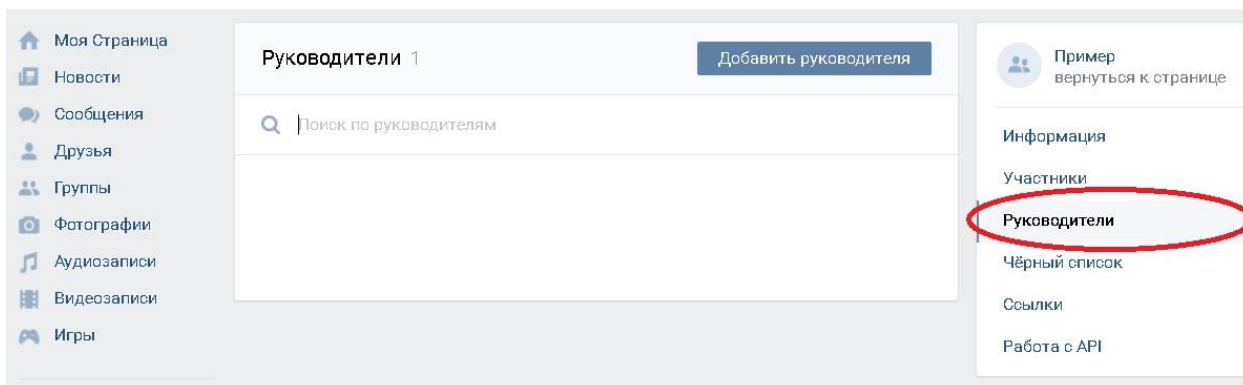 Моя Страница
Новости
Сообщения
Друзья
Группы
Фотографии
Аудиозаписи
Видеозаписи
Игры
Руководители 1
Добавить руководителя
Поиск по руководителям
Пример
вернуться к странице
Информация
Участники
Руководители
Чёрный список
Ссылки
Работа с API